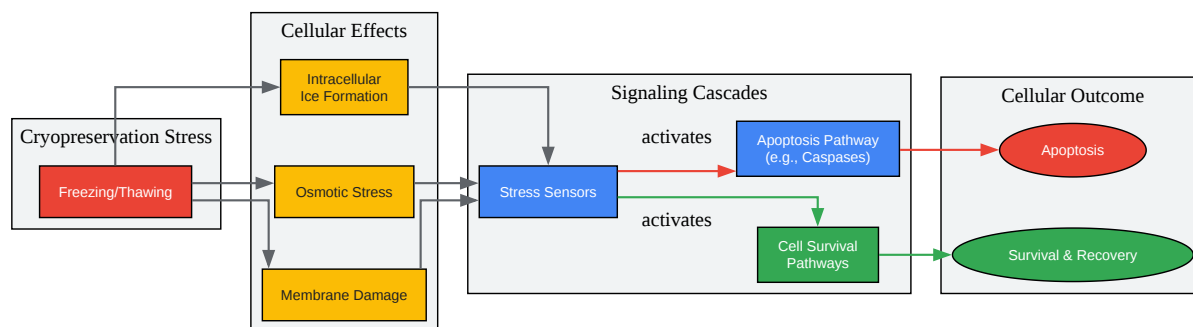 Cryopreservation Stress
Freezing/Thawing
Cellular Effects
Intracellular
Ice Formation
Osmotic Stress
Membrane Damage
Signaling Cascades
Stress Sensors
activates
activates
Apoptosis Pathway
(e.g., Caspases)
Cell Survival
Pathways
Cellular Outcome
Apoptosis
Survival & Recovery